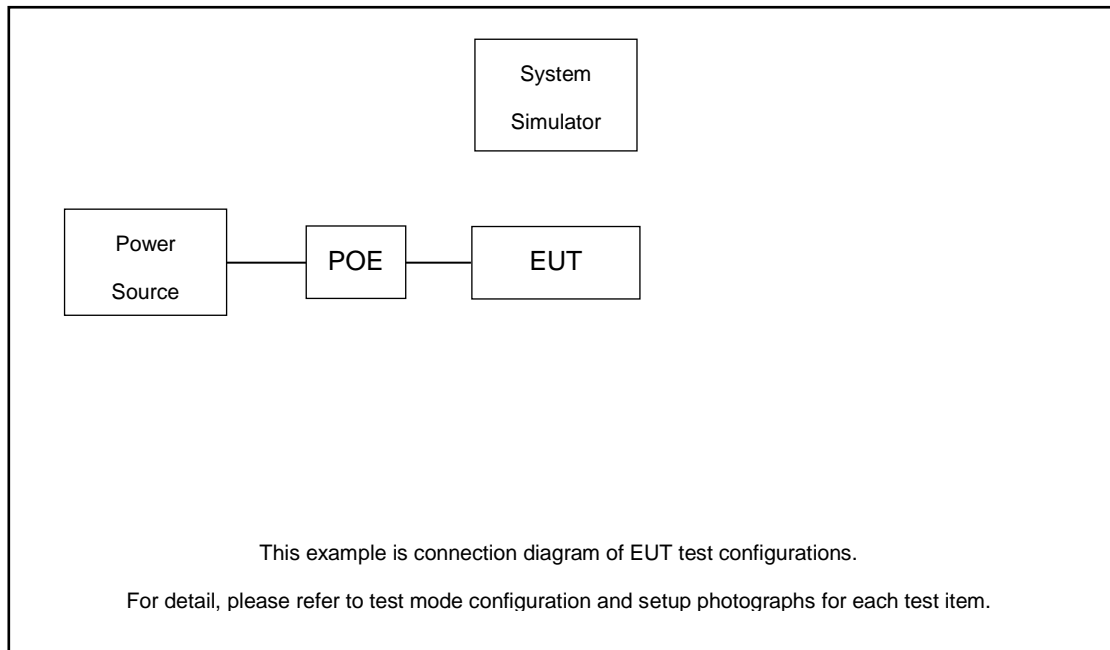 System
Simulator
Power
Source
POE
EUT
This example is connection diagram of EUT test configurations.
For detail, please refer to test mode configuration and setup photographs for each test item.